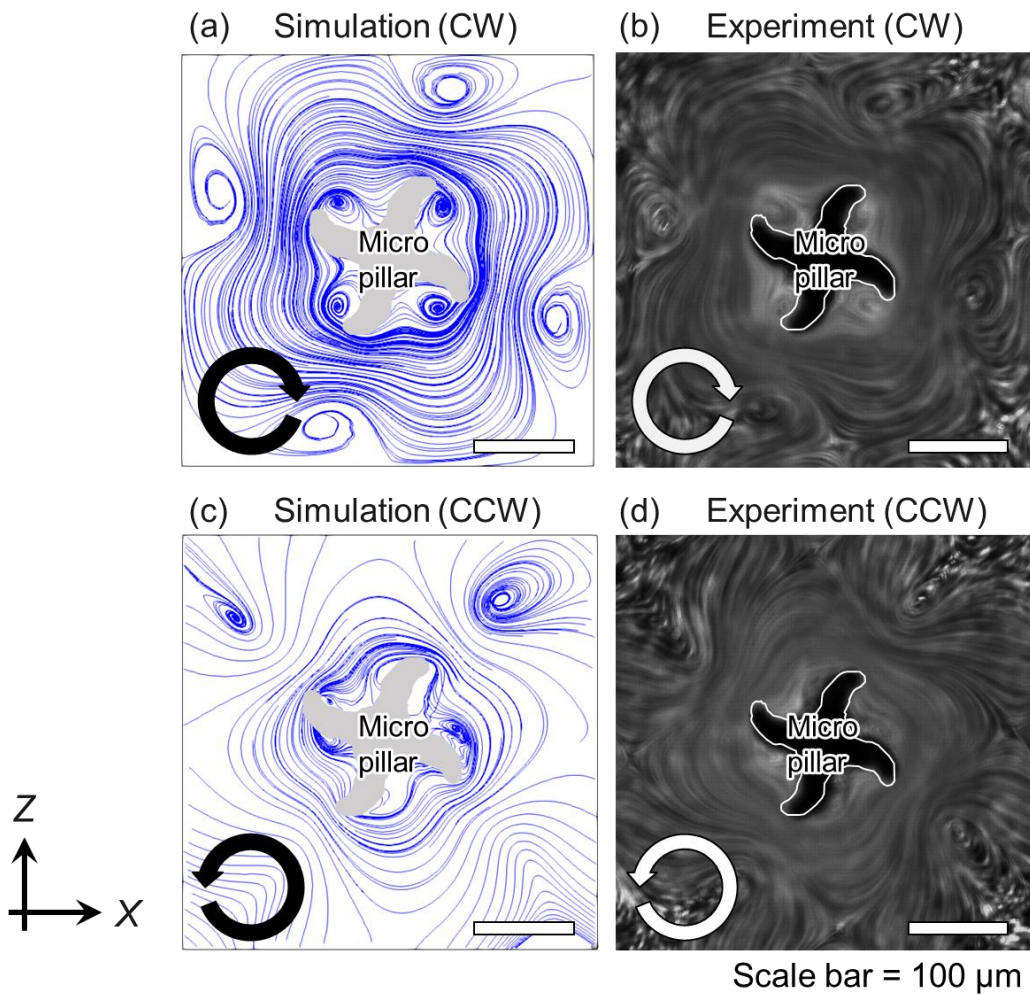 (a) Simulation (CW)
(b) Experiment (CW)
Micro
pillar
Micro
pillar
(c) Simulation (CCW)
(d) Experiment (CCW)
Micro
pillar
Micro
pillar
Z
X
Scale bar = 100 μm